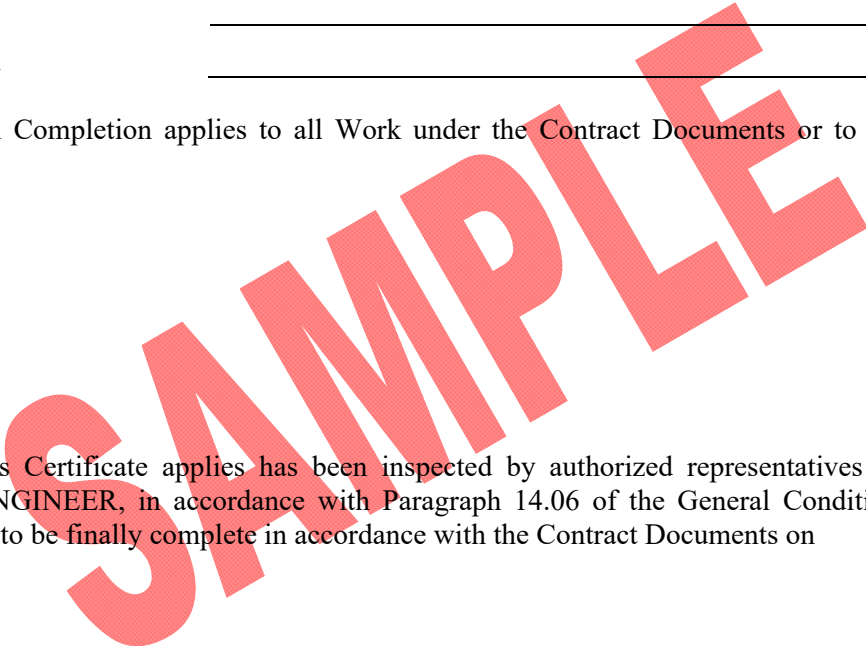 Completion applies to all Work under the Contract Documents or to
SAMPLE
s Certificate applies has been inspected by authorized representatives
NGINEER, in accordance with Paragraph 14.06 of the General Conditi
to be finally complete in accordance with the Contract Documents on